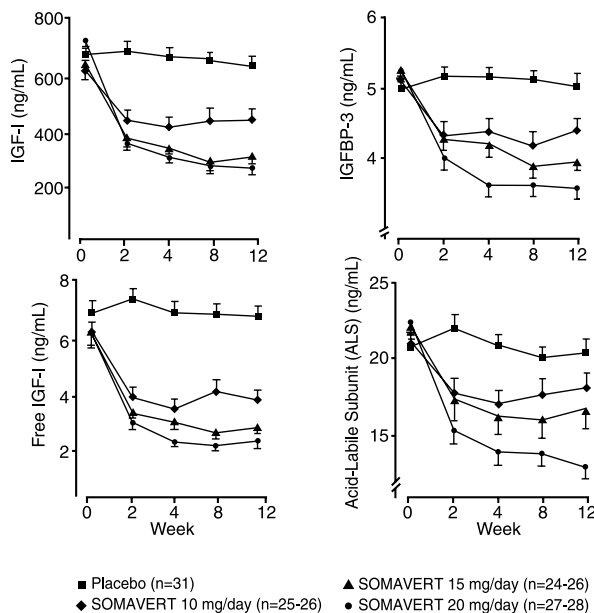 IGF-I (ng/mL)
800
600
400
200
0 2 4 8 12
IGFBP-3 (ng/mL)
6
5
4
0 2 4 8 12
Free IGF-I (ng/mL)
8
6
4
2
0 2 4 8 12
Week
Acid-Labile Subunit (ALS) (ng/mL)
25
20
15
0 2 4 8 12
Week
Placebo (n=31)
SOMAVERT 10 mg/day (n=25-26)
SOMAVERT 15 mg/day (n=24-26)
SOMAVERT 20 mg/day (n=27-28)